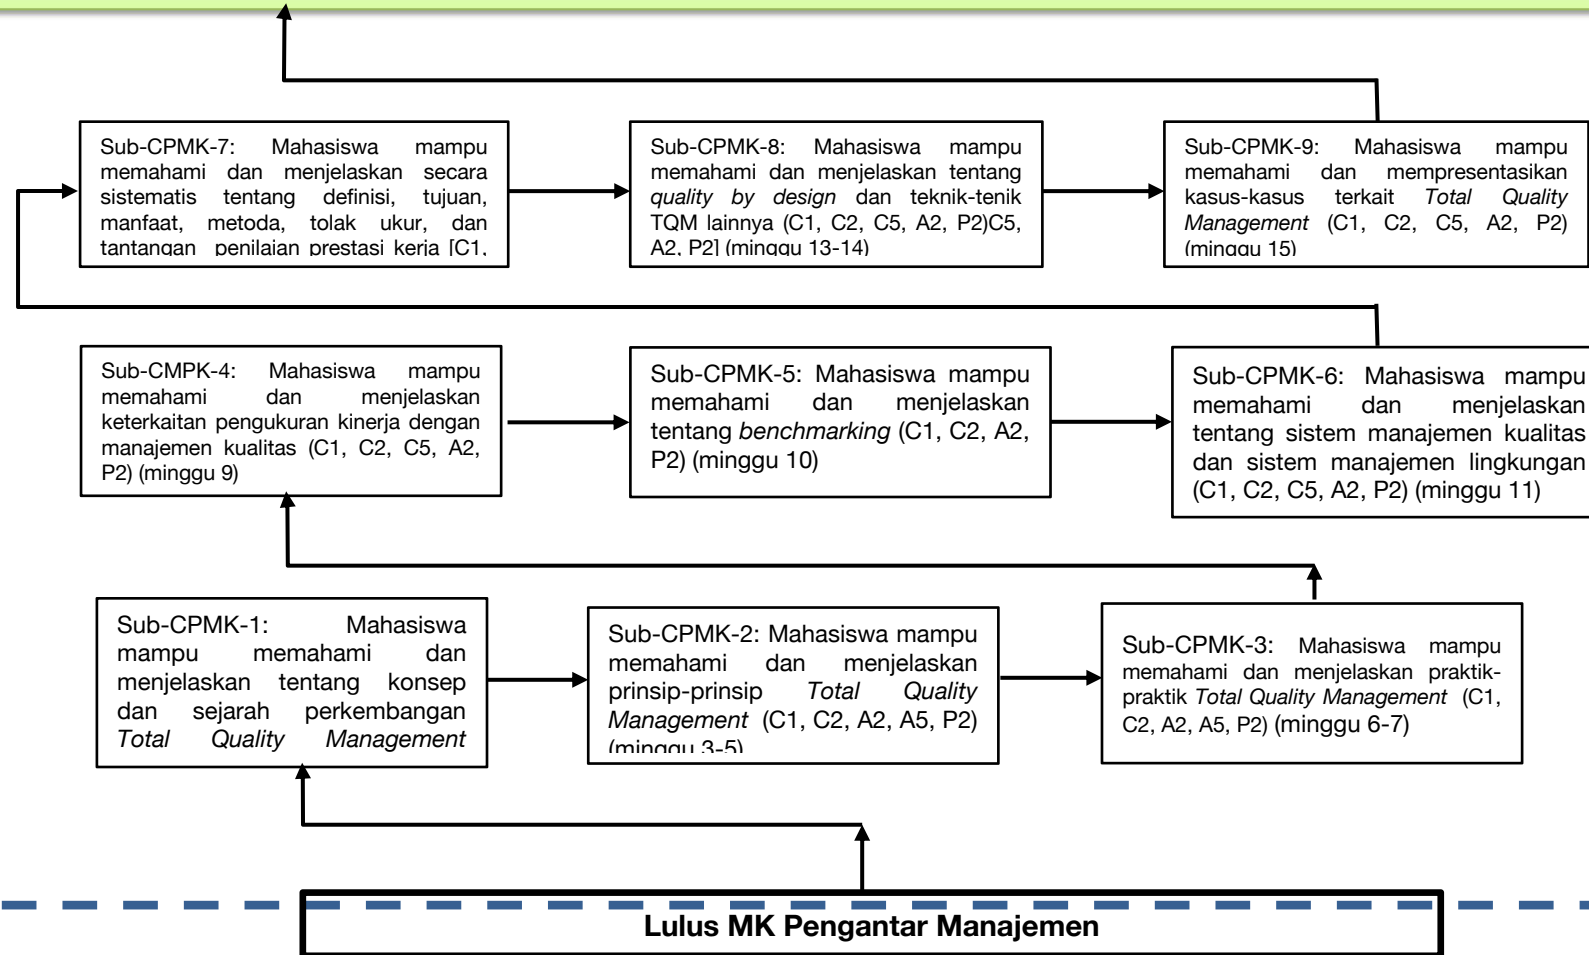 Sub-CPMK-7: Mahasiswa mampu
memahami dan menjelaskan secara
sistematis tentang definisi, tujuan,
manfaat, metoda, tolak ukur, dan
tantangan penilaian prestasi kerja [C1,
Sub-CPMK-8: Mahasiswa mampu
memahami dan menjelaskan tentang
quality by design dan teknik-tenik
TQM lainnya (C1, C2, C5, A2, P2)C5,
A2, P2] (minggu 13-14)
Sub-CPMK-9: Mahasiswa mampu
memahami dan mempresentasikan
kasus-kasus terkait Total Quality
Management (C1, C2, C5, A2, P2)
(minggu 15)
Sub-CMPK-4: Mahasiswa mampu
memahami dan menjelaskan
keterkaitan pengukuran kinerja dengan
manajemen kualitas (C1, C2, C5, A2,
P2) (minggu 9)
Sub-CPMK-5: Mahasiswa mampu
memahami dan menjelaskan
tentang benchmarking (C1, C2, A2,
P2) (minggu 10)
Sub-CPMK-6: Mahasiswa mampu
memahami dan menjelaskan
tentang sistem manajemen kualitas
dan sistem manajemen lingkungan
(C1, C2, C5, A2, P2) (minggu 11)
Sub-CPMK-1: Mahasiswa
mampu memahami dan
menjelaskan tentang konsep
dan sejarah perkembangan
Total Quality Management
Sub-CPMK-2: Mahasiswa mampu
memahami dan menjelaskan
prinsip-prinsip Total Quality
Management (C1, C2, A2, A5, P2)
(minggu 3-5)
Sub-CPMK-3: Mahasiswa mampu
memahami dan menjelaskan praktik-
praktik Total Quality Management (C1,
C2, A2, A5, P2) (minggu 6-7)
Lulus MK Pengantar Manajemen